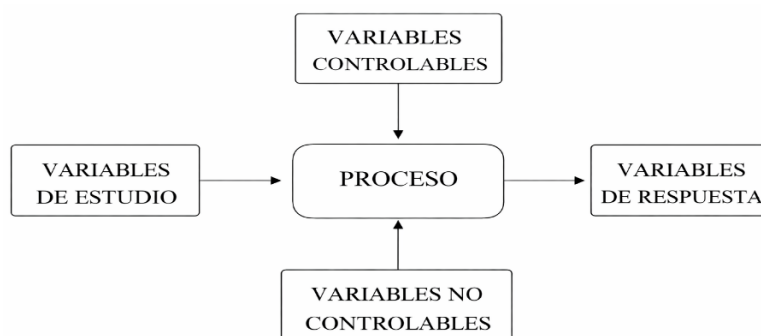 VARIABLES
CONTROLABLES
VARIABLES
DE ESTUDIO
PROCESO
VARIABLES
DE RESPUESTA
VARIABLES NO
CONTROLABLES